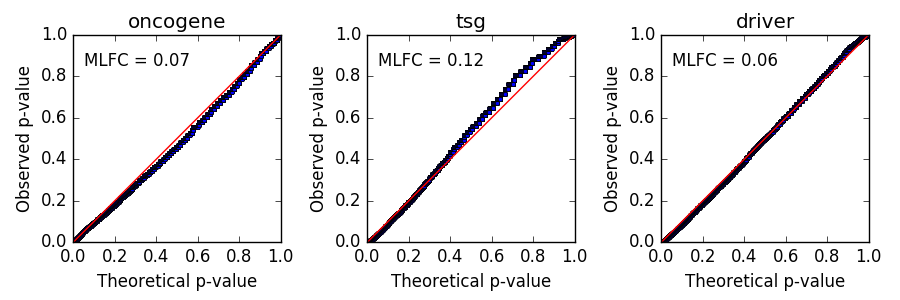 oncogene
MLFC = 0.07
Observed p-value
1.0
0.8
0.6
0.4
0.2
0.0
0.0 0.2 0.4 0.6 0.8 1.0
Theoretical p-value
tsg
MLFC = 0.12
Observed p-value
1.0
0.8
0.6
0.4
0.2
0.0
0.0 0.2 0.4 0.6 0.8 1.0
Theoretical p-value
driver
MLFC = 0.06
Observed p-value
1.0
0.8
0.6
0.4
0.2
0.0
0.0 0.2 0.4 0.6 0.8 1.0
Theoretical p-value